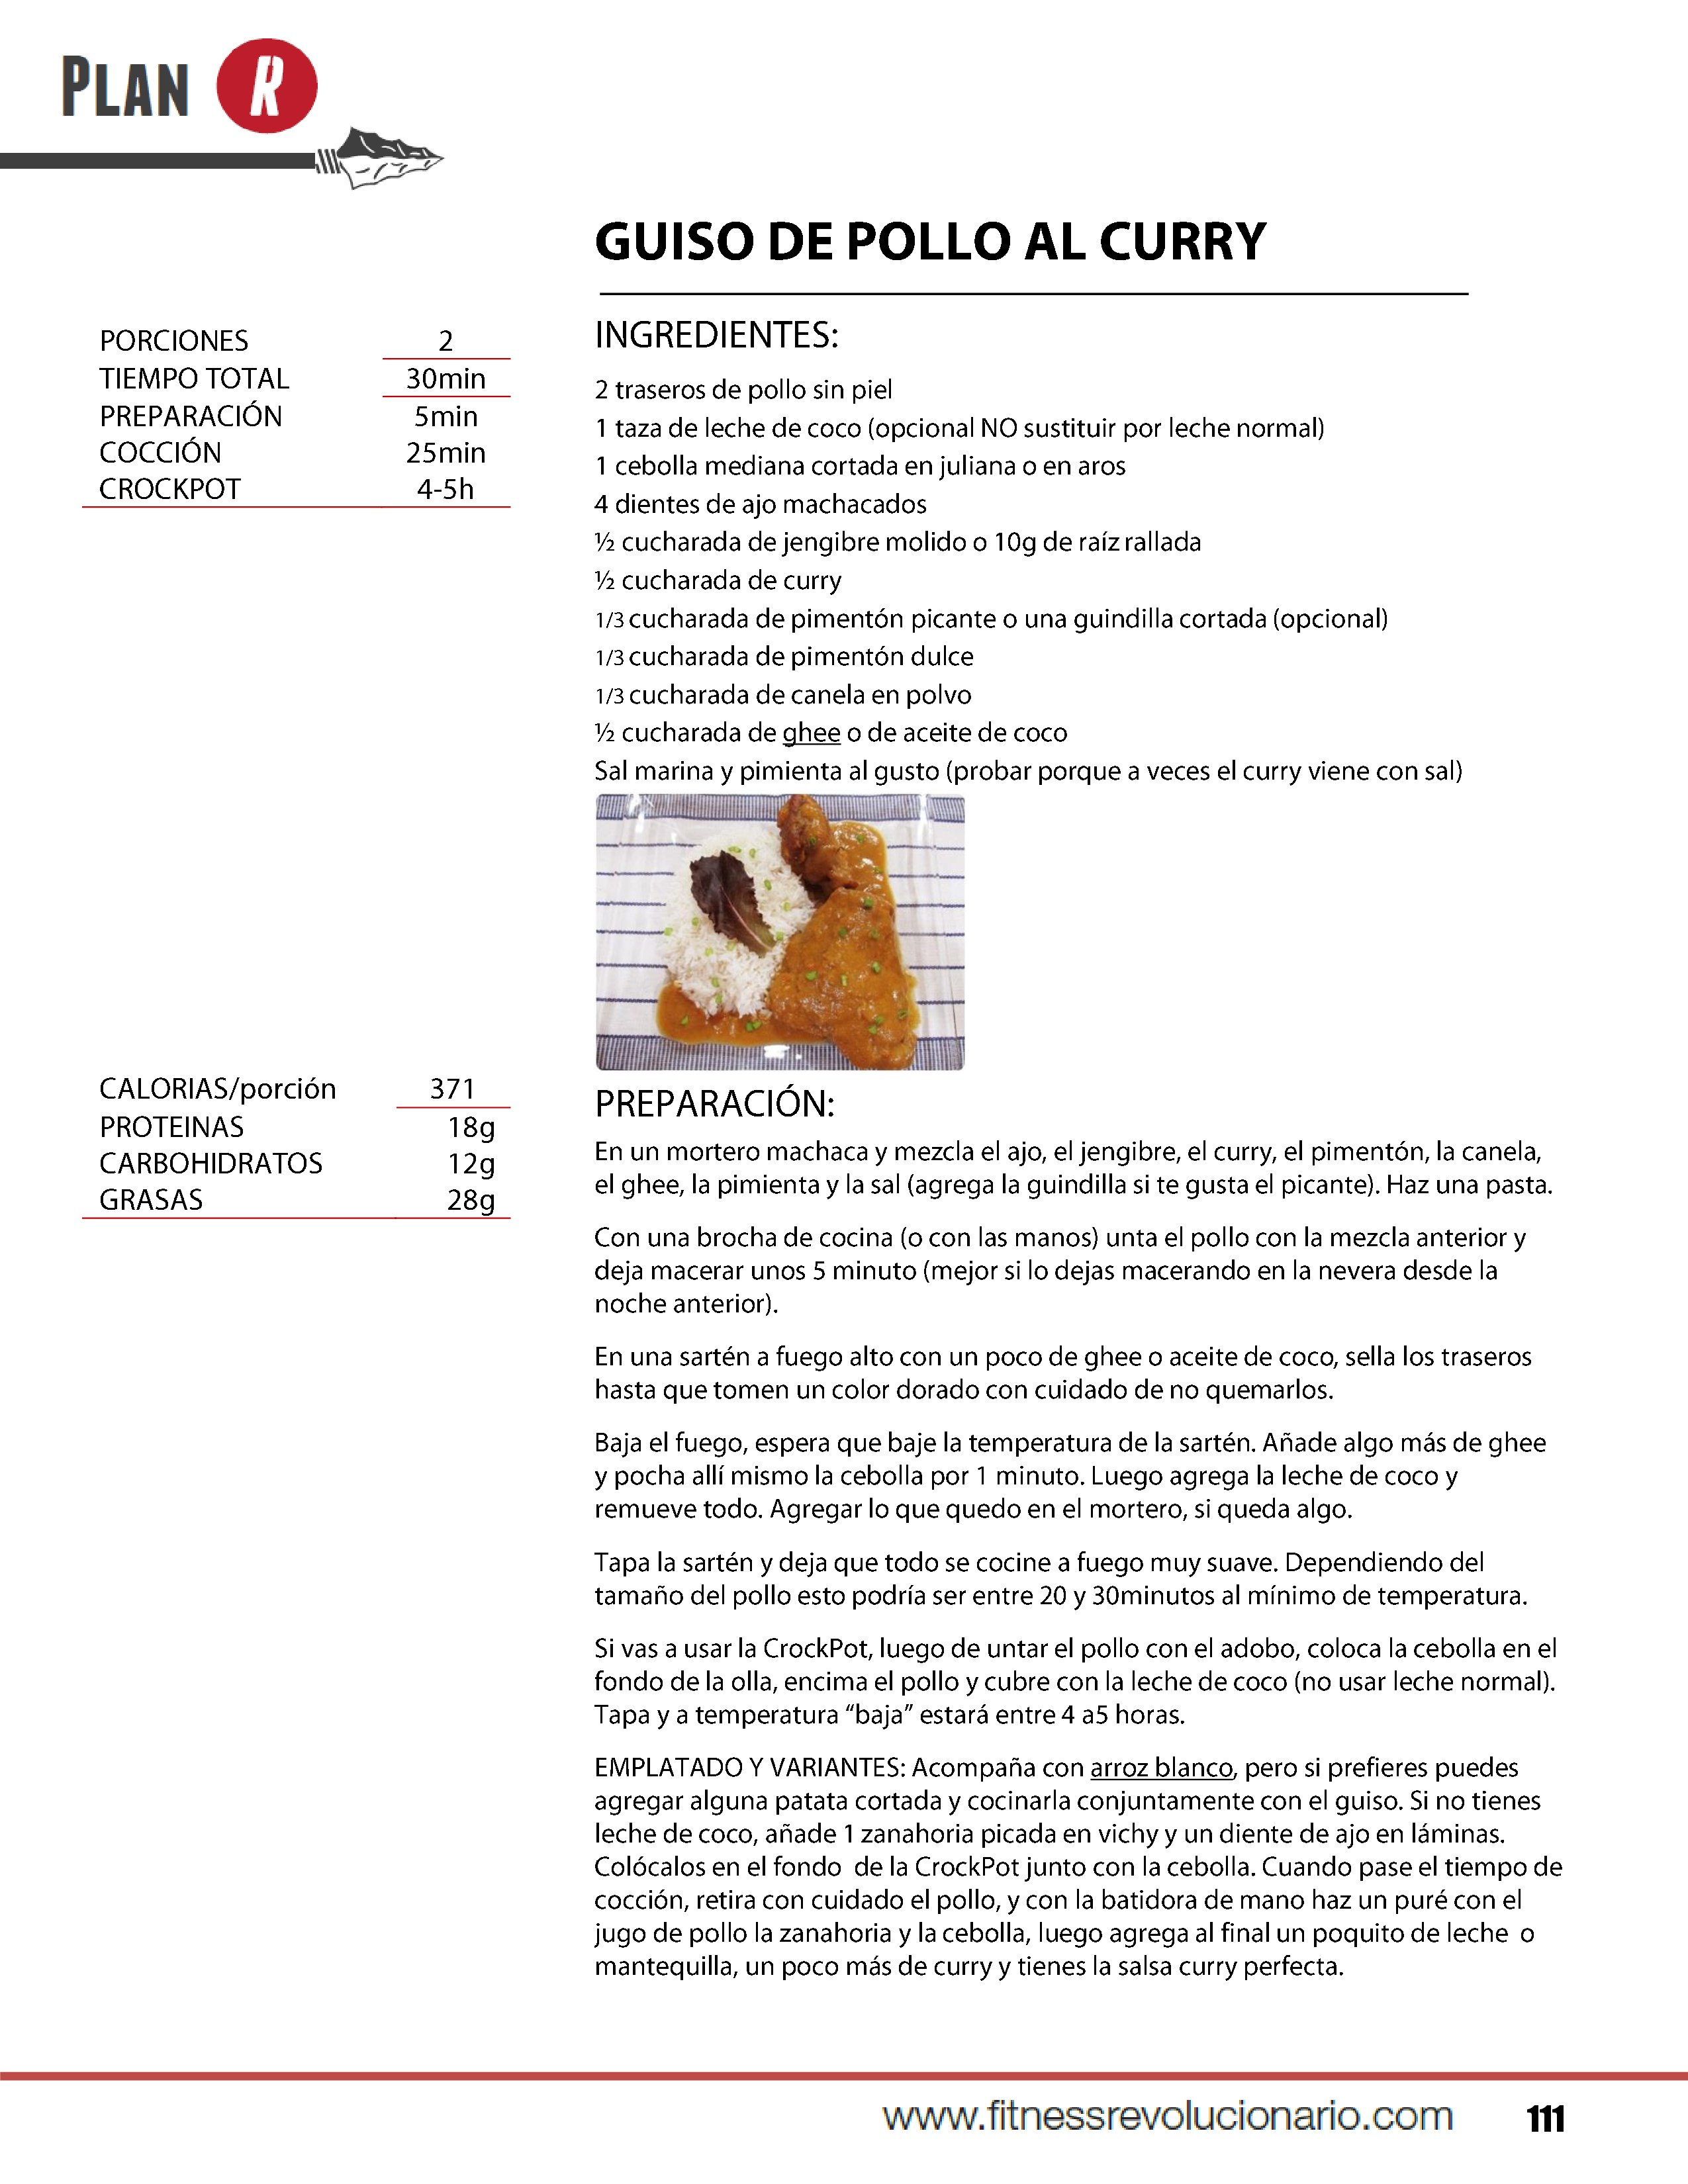 PLAN R
GUISO DE POLLO AL CURRY
PORCIONES 2
TIEMPO TOTAL 30min
PREPARACIÓN 5min
COCCIÓN 25min
CROCKPOT 4-5h
INGREDIENTES:
2 traseros de pollo sin piel
1 taza de leche de coco (opcional NO sustituir por leche normal)
1 cebolla mediana cortada en juliana o en aros
4 dientes de ajo machacados
½ cucharada de jengibre molido o 10g de raíz rallada
½ cucharada de curry
1/3 cucharada de pimentón picante o una guindilla cortada (opcional)
1/3 cucharada de pimentón dulce
1/3 cucharada de canela en polvo
½ cucharada de ghee o de aceite de coco
Sal marina y pimienta al gusto (probar porque a veces el curry viene con sal)
CALORIAS/porción 371
PROTEINAS 18g
CARBOHIDRATOS 12g
GRASAS 28g
PREPARACIÓN:
En un mortero machaca y mezcla el ajo, el jengibre, el curry, el pimentón, la canela,
el ghee, la pimienta y la sal (agrega la guindilla si te gusta el picante). Haz una pasta.
Con una brocha de cocina (o con las manos) unta el pollo con la mezcla anterior y
deja macerar unos 5 minuto (mejor si lo dejas macerando en la nevera desde la
noche anterior).
En una sartén a fuego alto con un poco de ghee o aceite de coco, sella los traseros
hasta que tomen un color dorado con cuidado de no quemarlos.
Baja el fuego, espera que baje la temperatura de la sartén. Añade algo más de ghee
y pocha allí mismo la cebolla por 1 minuto. Luego agrega la leche de coco y
remueve todo. Agregar lo que quedo en el mortero, si queda algo.
Tapa la sartén y deja que todo se cocine a fuego muy suave. Dependiendo del
tamaño del pollo esto podría ser entre 20 y 30minutos al mínimo de temperatura.
Si vas a usar la CrockPot, luego de untar el pollo con el adobo, coloca la cebolla en el
fondo de la olla, encima el pollo y cubre con la leche de coco (no usar leche normal).
Tapa y a temperatura “baja” estará entre 4 a5 horas.
EMPLATADO Y VARIANTES: Acompaña con arroz blanco, pero si prefieres puedes
agregar alguna patata cortada y cocinarla conjuntamente con el guiso. Si no tienes
leche de coco, añade 1 zanahoria picada en vichy y un diente de ajo en láminas.
Colócalos en el fondo  de la CrockPot junto con la cebolla. Cuando pase el tiempo de
cocción, retira con cuidado el pollo, y con la batidora de mano haz un puré con el
jugo de pollo la zanahoria y la cebolla, luego agrega al final un poquito de leche  o
mantequilla, un poco más de curry y tienes la salsa curry perfecta.
www.fitnessrevolucionario.com 111